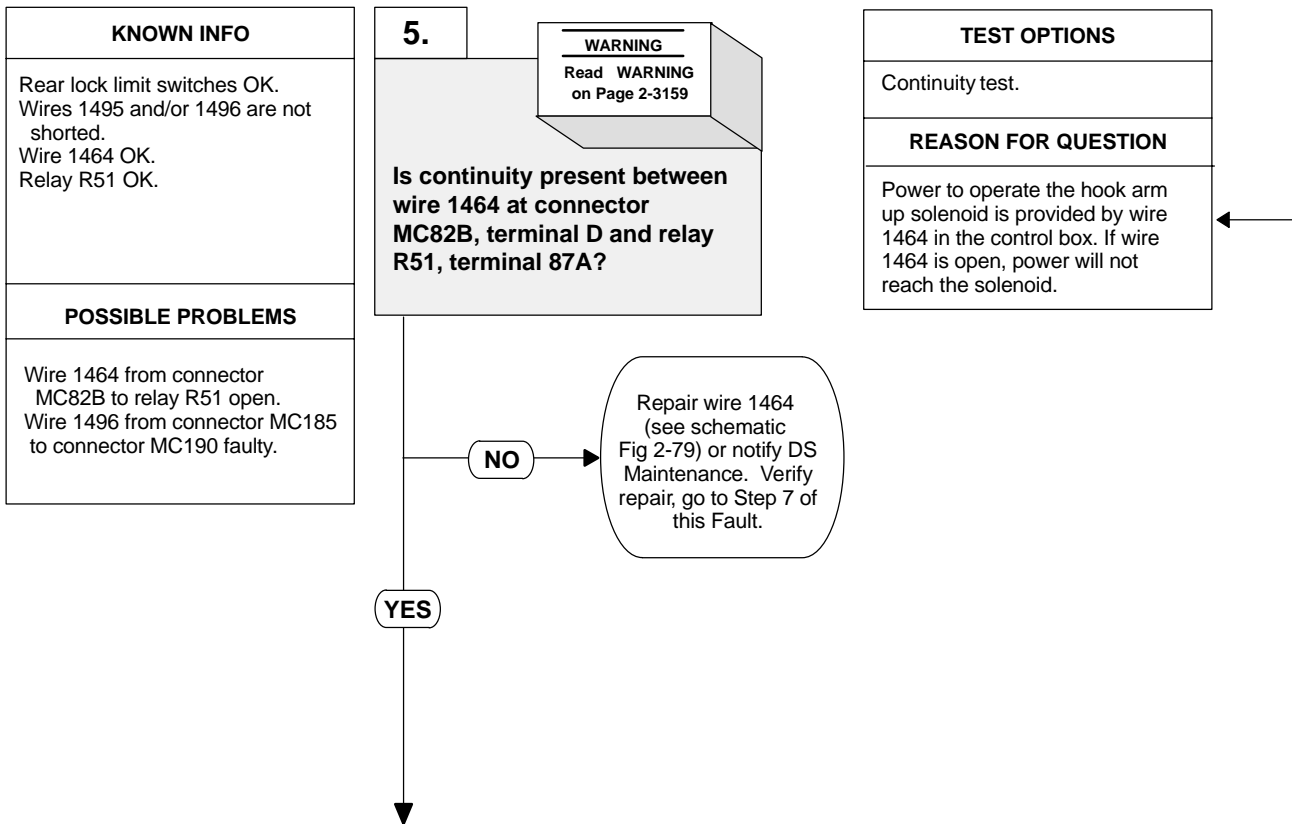 KNOWN INFO
Rear lock limit switches OK.
Wires 1495 and/or 1496 are not
shorted.
Wire 1464 OK.
Relay R51 OK.
POSSIBLE PROBLEMS
Wire 1464 from connector
MC82B to relay R51 open.
Wire 1496 from connector MC185
to connector MC190 faulty.
5.
WARNING
Read WARNING
on Page 2-3159
Is continuity present between
wire 1464 at connector
MC82B, terminal D and relay
R51, terminal 87A?
TEST OPTIONS
Continuity test.
REASON FOR QUESTION
Power to operate the hook arm
up solenoid is provided by wire
1464 in the control box. If wire
1464 is open, power will not
reach the solenoid.
NO
Repair wire 1464
(see schematic
Fig 2-79) or notify DS
Maintenance. Verify
repair, go to Step 7 of
this Fault.
YES